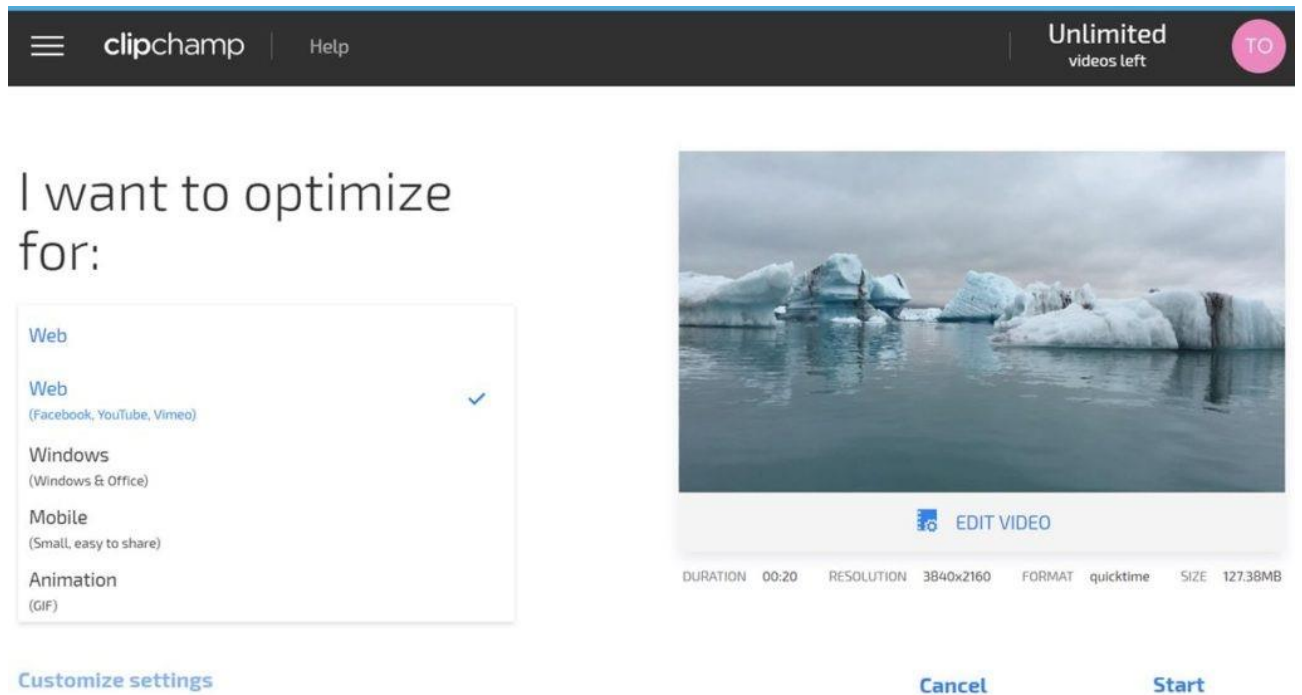 clipchamp
Help
Unlimited
videos left
TO
I want to optimize
for:
Web
Web
(Facebook, YouTube, Vimeo)
Windows
(Windows & Office)
Mobile
(Small, easy to share)
Animation
(GIF)
EDIT VIDEO
DURATION 00:20 RESOLUTION 3840x2160 FORMAT quicktime SIZE 127.38MB
Customize settings
Cancel
Start